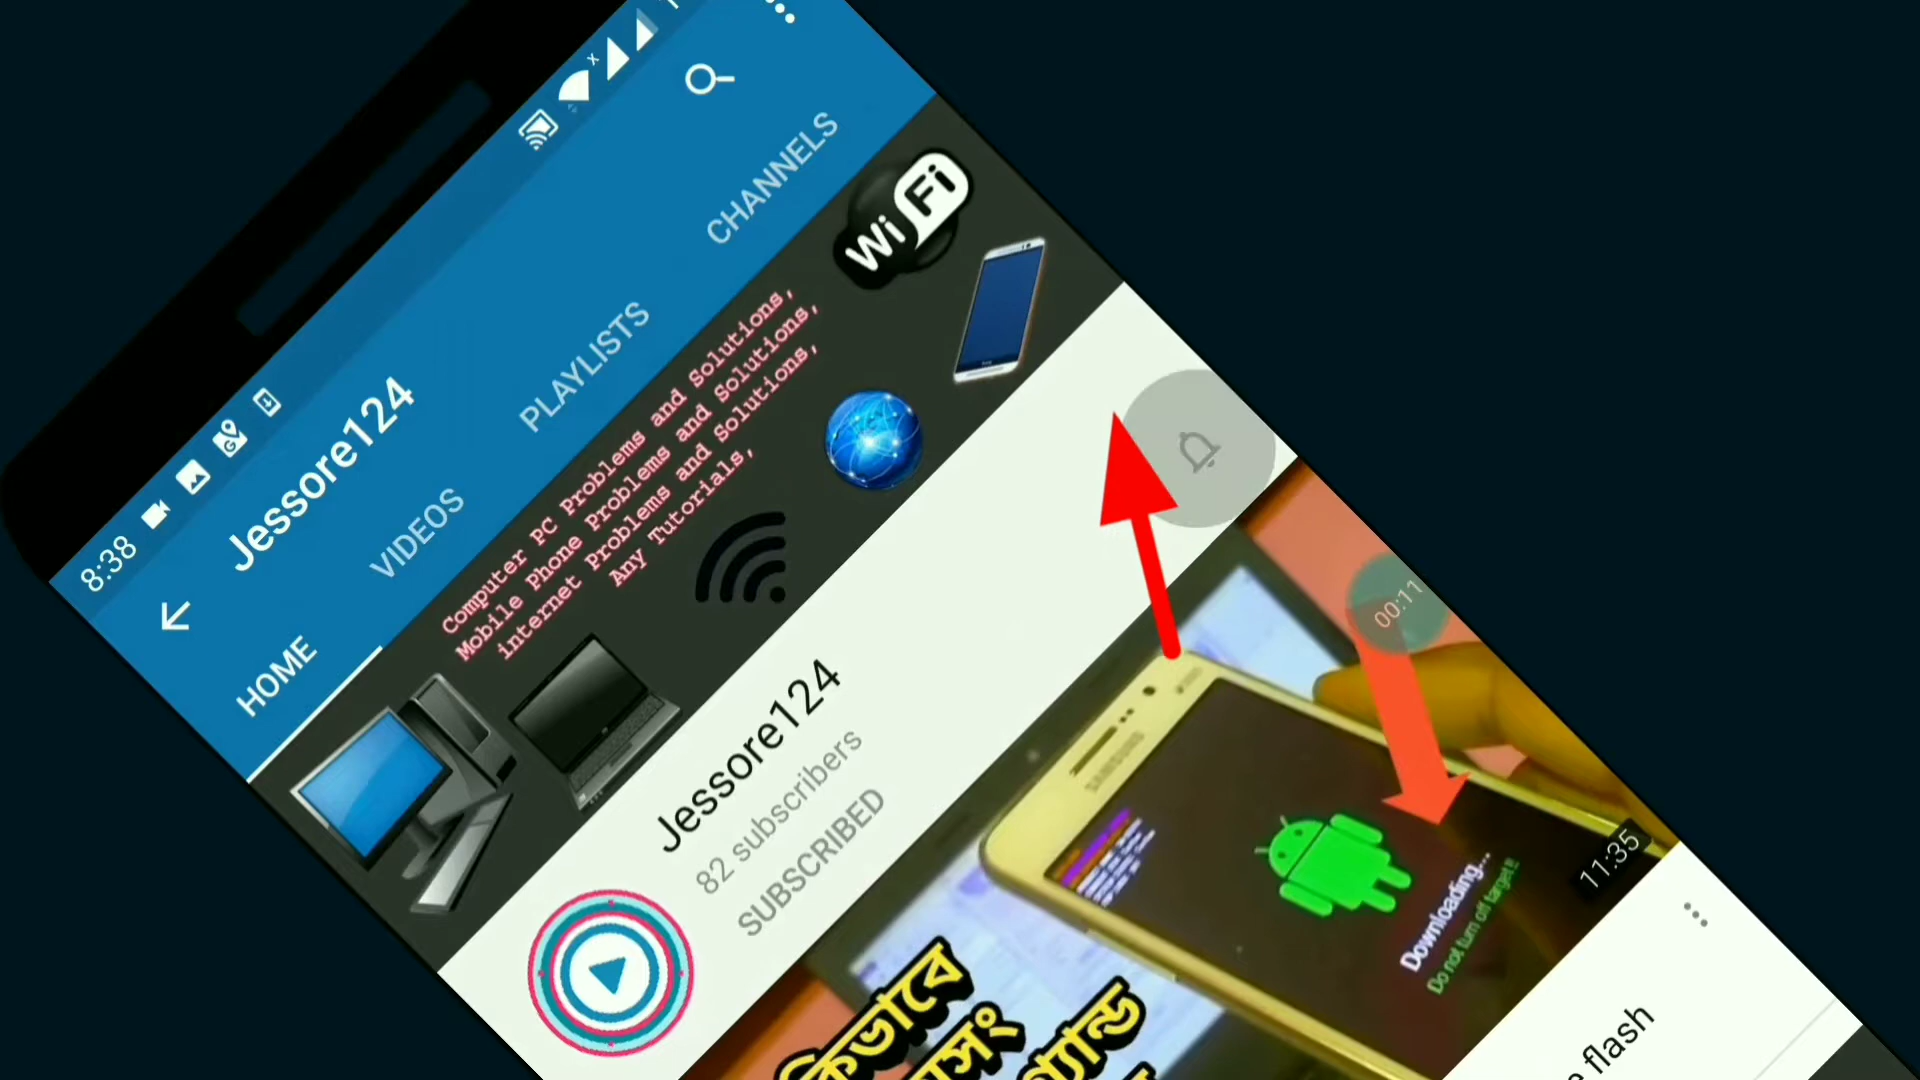 8:38
Jessore124
HOME
VIDEOS
PLAYLISTS
CHANNELS
Computer PC Problems and Solutions,
Mobile Phone Problems and Solutions,
internet Problems and Solutions,
Any Tutorials,
Wi Fi
Jessore124
82 subscribers
SUBSCRIBED
00:11
SAMSUNG
Downloading...
Do not turn off target!!
11:35
কিভাবে
flash